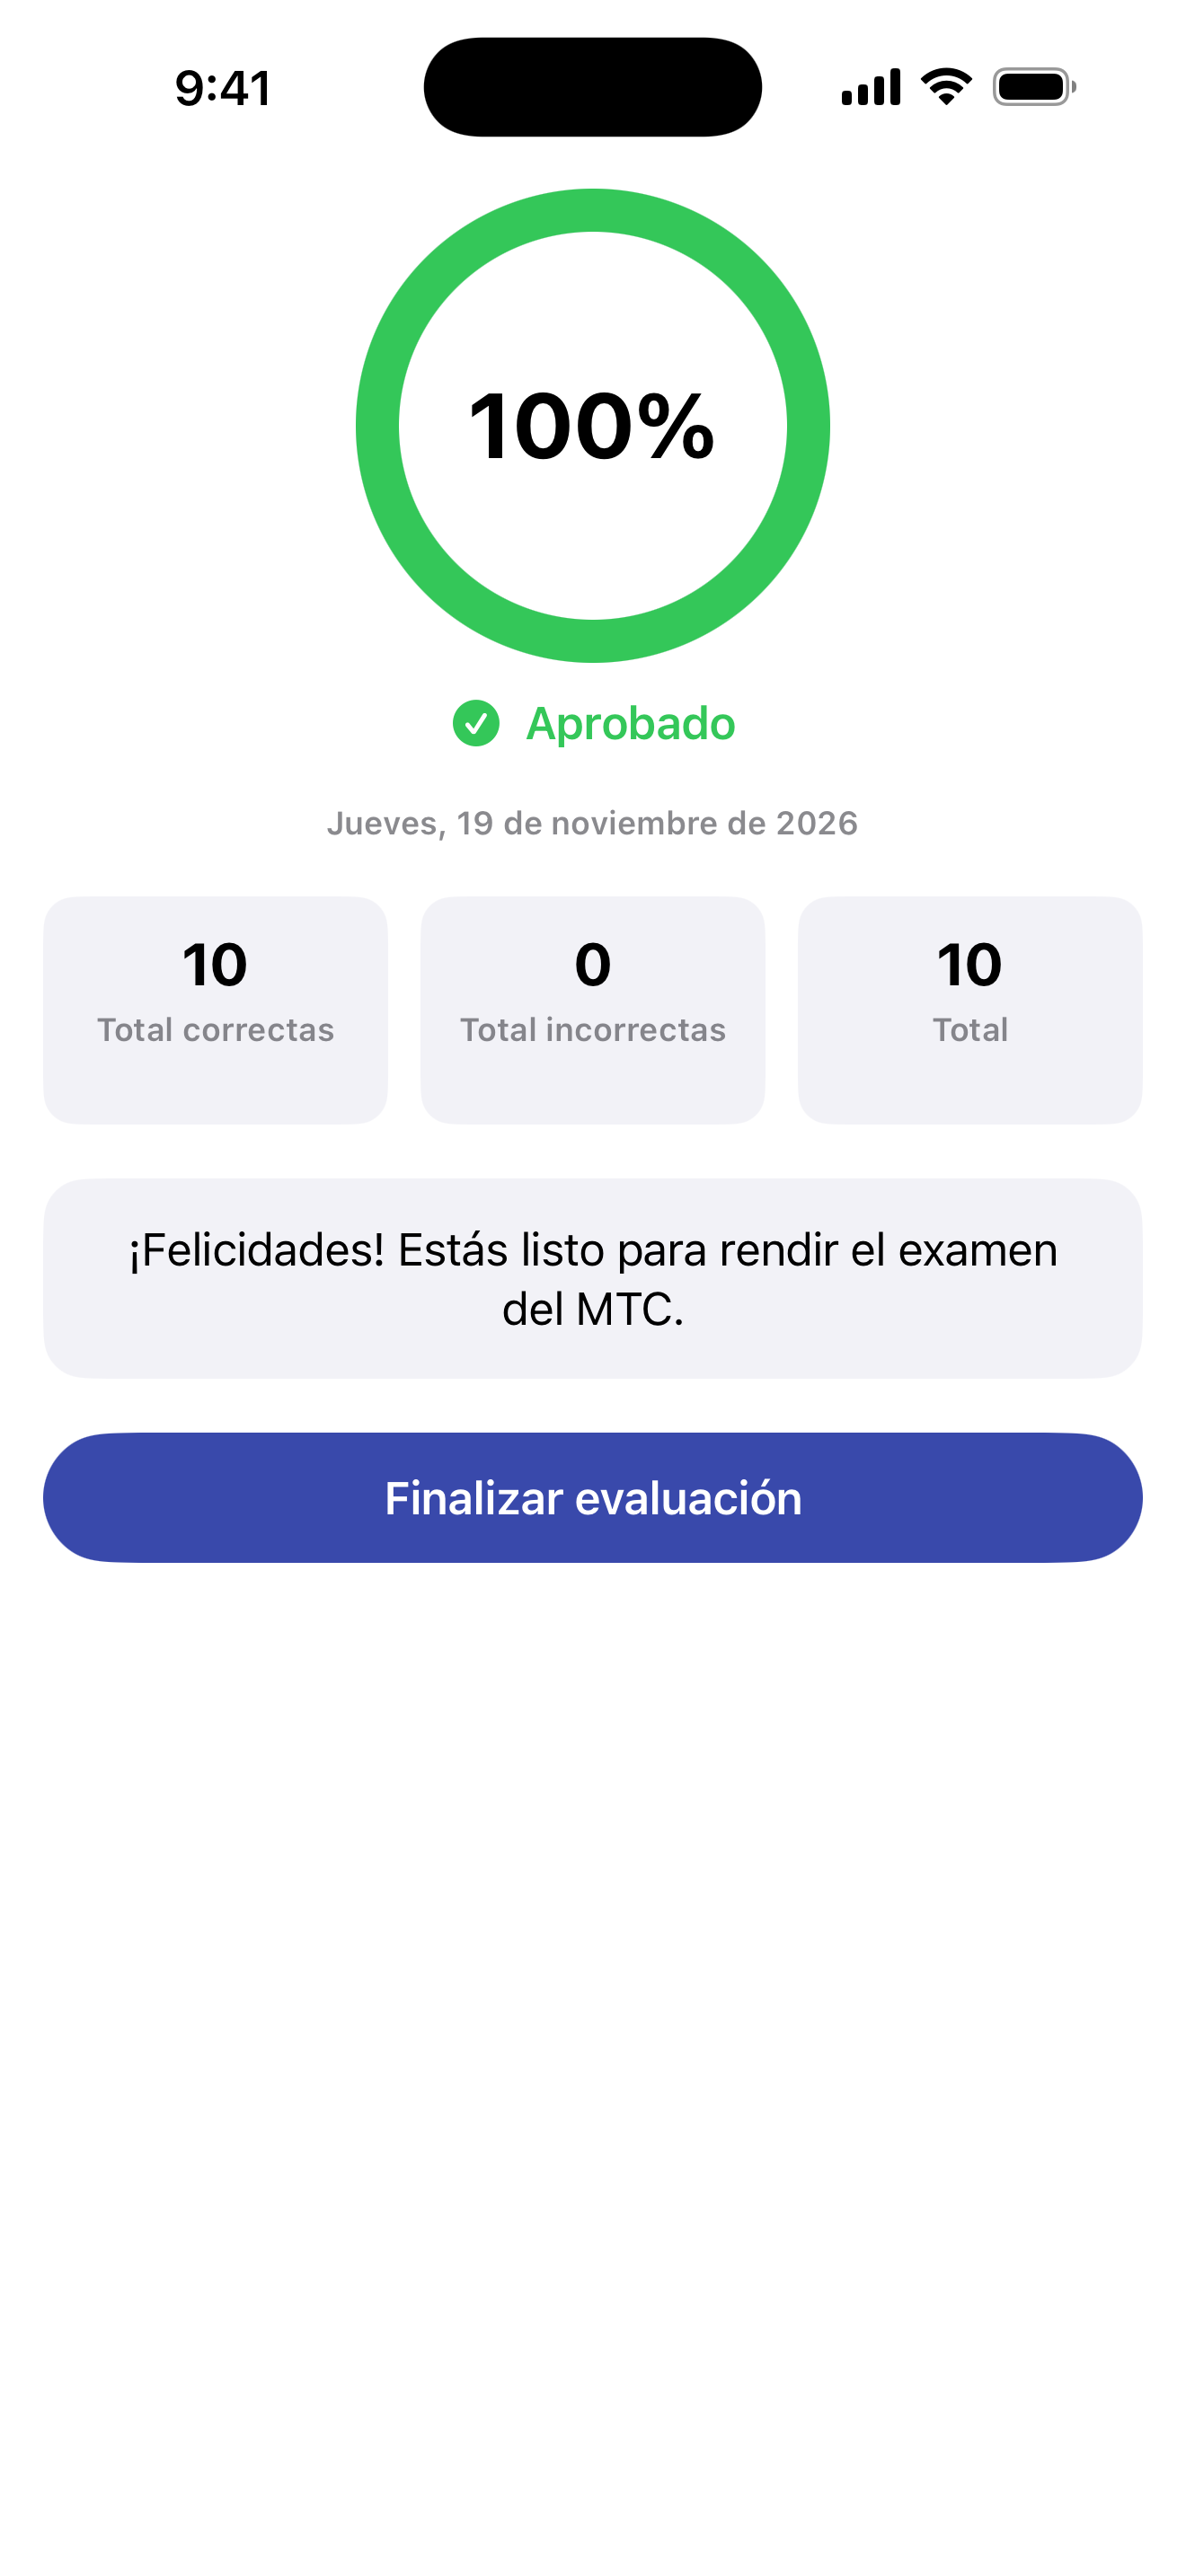 9:41
100%
Aprobado
Jueves, 19 de noviembre de 2026
10
Total correctas
0
Total incorrectas
10
Total
¡Felicidades! Estás listo para rendir el examen
del MTC.
Finalizar evaluación